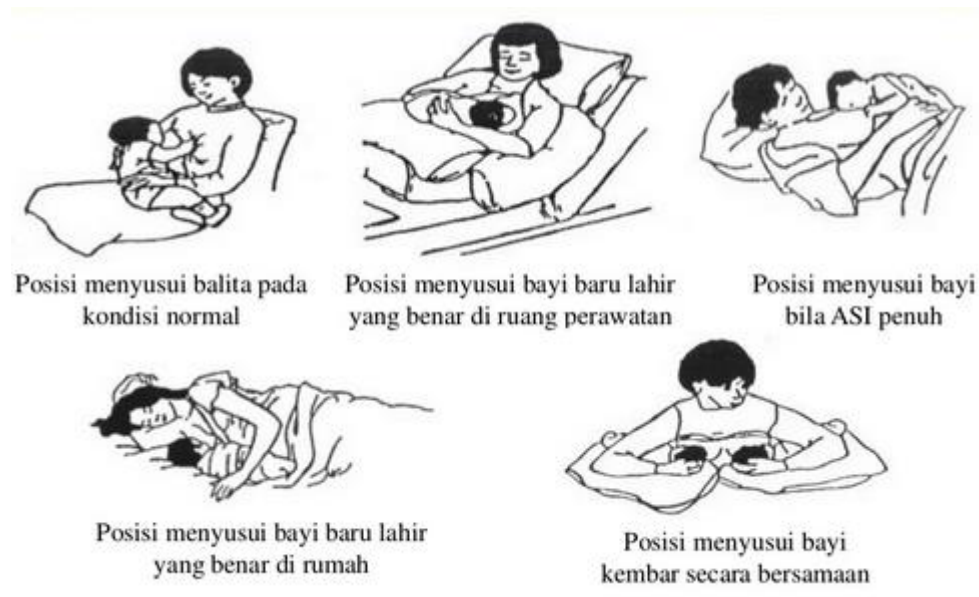 Posisi menyusui balita pada
kondisi normal
Posisi menyusui bayi baru lahir
yang benar di ruang perawatan
Posisi menyusui bayi
bila ASI penuh
Posisi menyusui bayi baru lahir
yang benar di rumah
Posisi menyusui bayi
kembar secara bersamaan